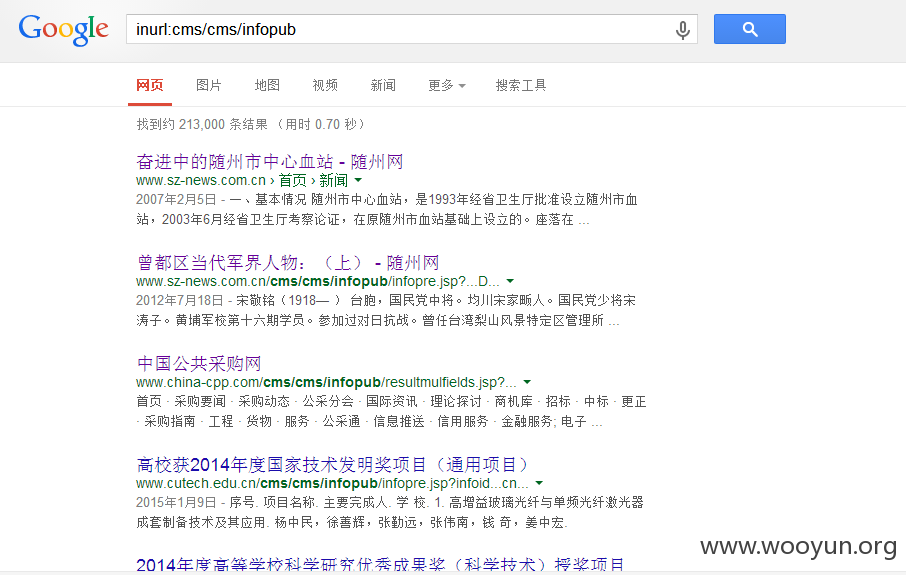 Google
inurl:cms/cms/infopub
网页 图片 地图 视频 新闻 更多 搜索工具
找到约 213,000 条结果 （用时 0.70 秒）
奋进中的随州市中心血站 - 随州网
www.sz-news.com.cn › 首页 › 新闻
2007年2月5日 - 一、基本情况 随州市中心血站，是1993年经省卫生厅批准设立随州市血
站，2003年6月经省卫生厅考察论证，在原随州市血站基础上设立的。座落在 ...
曾都区当代军界人物：（上） - 随州网
www.sz-news.com.cn/cms/cms/infopub/infopre.jsp?...D...
2012年7月18日 - 宋敬铭（1918— ） 台胞，国民党中将。均川宋家畈人。国民党少将宋
涛子。黄埔军校第十六期学员。参加过对日抗战。曾任台湾梨山风景特定区管理所 ...
中国公共采购网
www.china-cpp.com/cms/cms/infopub/resultmulfields.jsp?...
首页 · 采购要闻 · 采购动态 · 公采分会 · 国际资讯 · 理论探讨 · 商机库 · 招标 · 中标 · 更正
· 采购指南 · 工程 · 货物 · 服务 · 公采通 · 信息推送 · 信用服务 · 金融服务; 电子 ...
高校获2014年度国家技术发明奖项目（通用项目）
www.cutech.edu.cn/cms/cms/infopub/infopre.jsp?infoid...cn...
2015年1月9日 - 序号. 项目名称. 主要完成人. 学 校. 1. 高增益玻璃光纤与单频光纤激光器
成套制备技术及其应用. 杨中民，徐善辉，张勤远，张伟南，钱 奇，姜中宏.
2014年度高等学校科学研究优秀成果奖（科学技术）授奖项目
www.wooyun.org